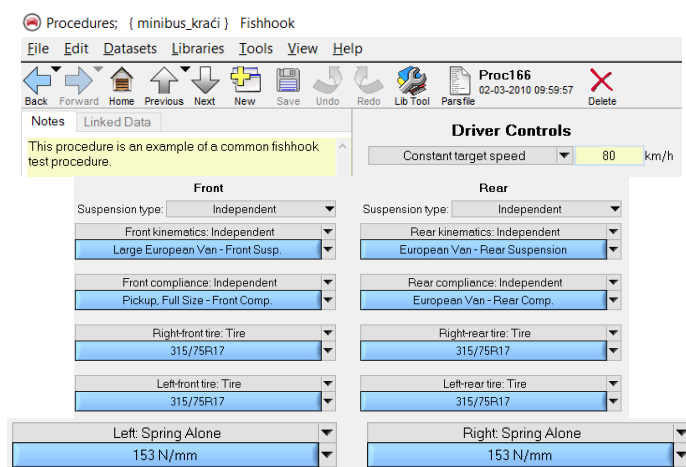 Procedures; { minibus_kraći } Fishhook
File Edit Datasets Libraries Tools View Help
Back Forward Home Previous Next New Save Undo Redo Lib Tool Parsfile Proc166 Delete
02-03-2010 09:59:57
Notes Linked Data
Driver Controls
This procedure is an example of a common fishhook
test procedure.
Constant target speed 80 km/h
Front Rear
Suspension type: Independent Suspension type: Independent
Front kinematics: Independent Rear kinematics: Independent
Large European Van - Front Susp. European Van - Rear Suspension
Front compliance: Independent Rear compliance: Independent
Pickup, Full Size - Front Comp. European Van - Rear Comp.
Right-front tire: Tire Right-rear tire: Tire
315/75R17 315/75R17
Left-front tire: Tire Left-rear tire: Tire
315/75R17 315/75R17
Left: Spring Alone Right: Spring Alone
153 N/mm 153 N/mm